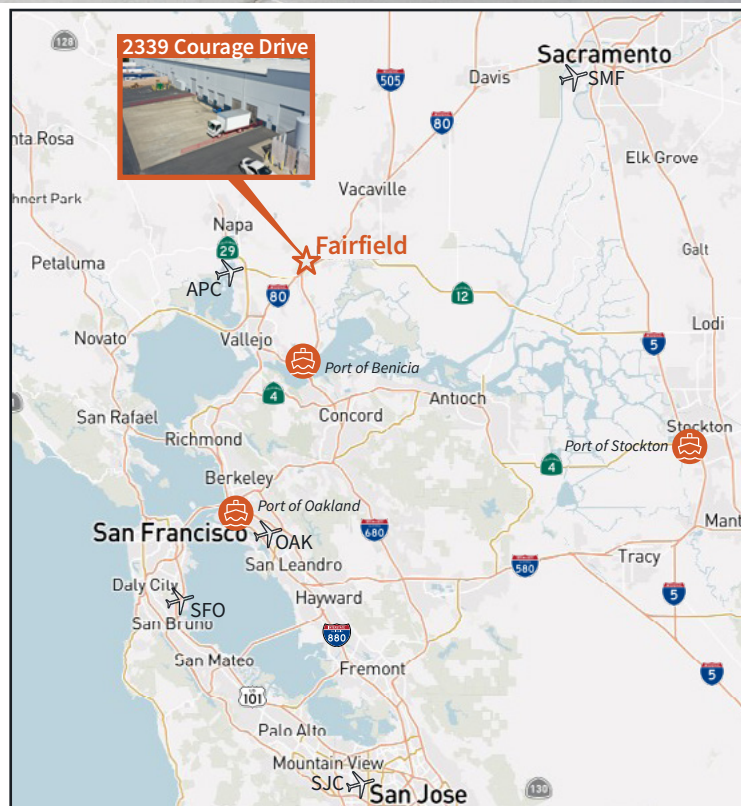 2339 Courage Drive
128
Sacramento
SMF
505
Davis
80
nta Rosa
Elk Grove
Vacaville
hnert Park
Napa
29
Fairfield
Galt
Petaluma
APC
80
12
Lodi
Novato
Vallejo
5
Port of Benicia
4
Antioch
San Rafael
Concord
Richmond
Stockton
Port of Stockton
4
Berkeley
Port of Oakland
San Francisco
OAK
680
San Leandro
Mant
Tracy
580
Daly City
SFO
Hayward
5
San Bruno
880
San Mateo
Fremont
5
101
Palo Alto
Mountain View
SJC
San Jose
130